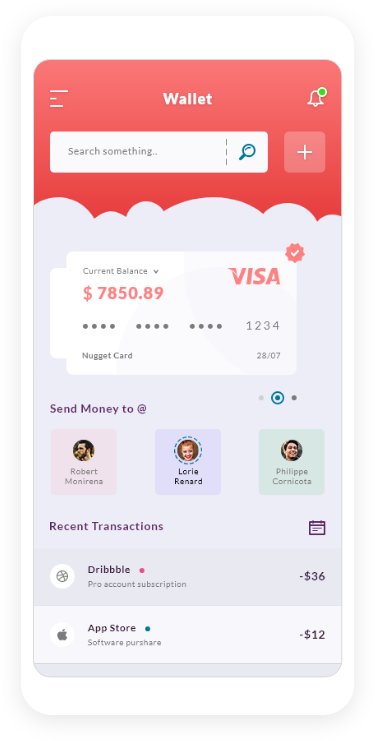 Wallet
Search something..
Current Balance
VISA
$ 7850.89
●●●● ●●●● ●●●● 1234
Nugget Card 28/07
Send Money to @
Robert
Monirena
Lorie
Renard
Philippe
Cornicota
Recent Transactions
Dribbble
Pro account subscription
-$36
App Store
Software purshare
-$12